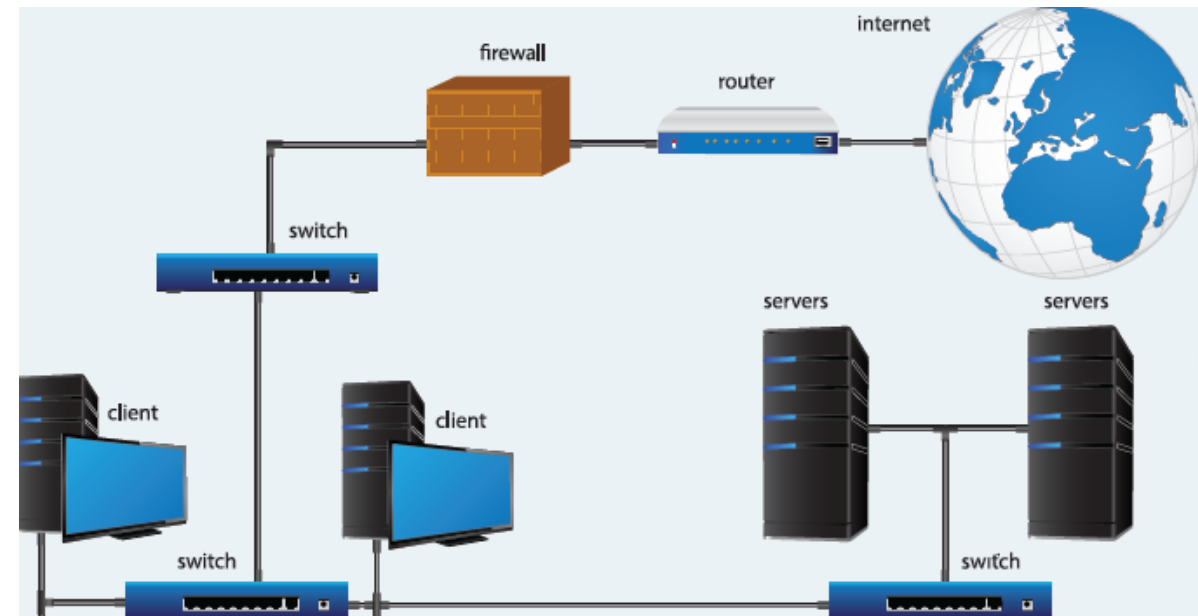 internet
firewall
router
switch
servers
servers
client
client
switch
switch